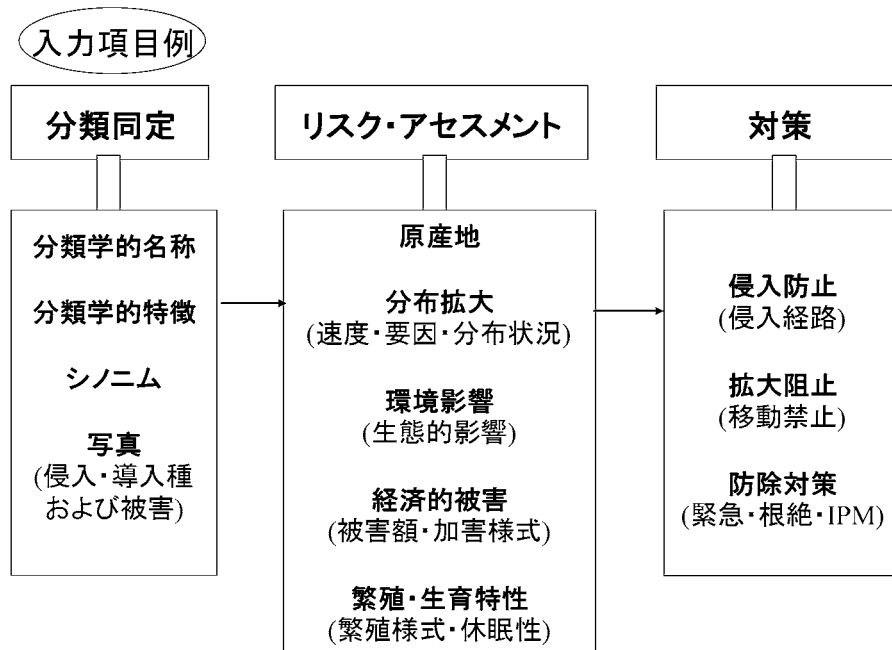 入力項目例
分類同定
分類学的名称
分類学的特徴
シノニム
写真
(侵入・導入種
および被害)
リスク・アセスメント
原産地
分布拡大
(速度・要因・分布状況)
環境影響
(生態的影響)
経済的被害
(被害額・加害様式)
繁殖・生育特性
(繁殖様式・休眠性)
対策
侵入防止
(侵入経路)
拡大阻止
(移動禁止)
防除対策
(緊急・根絶・IPM)